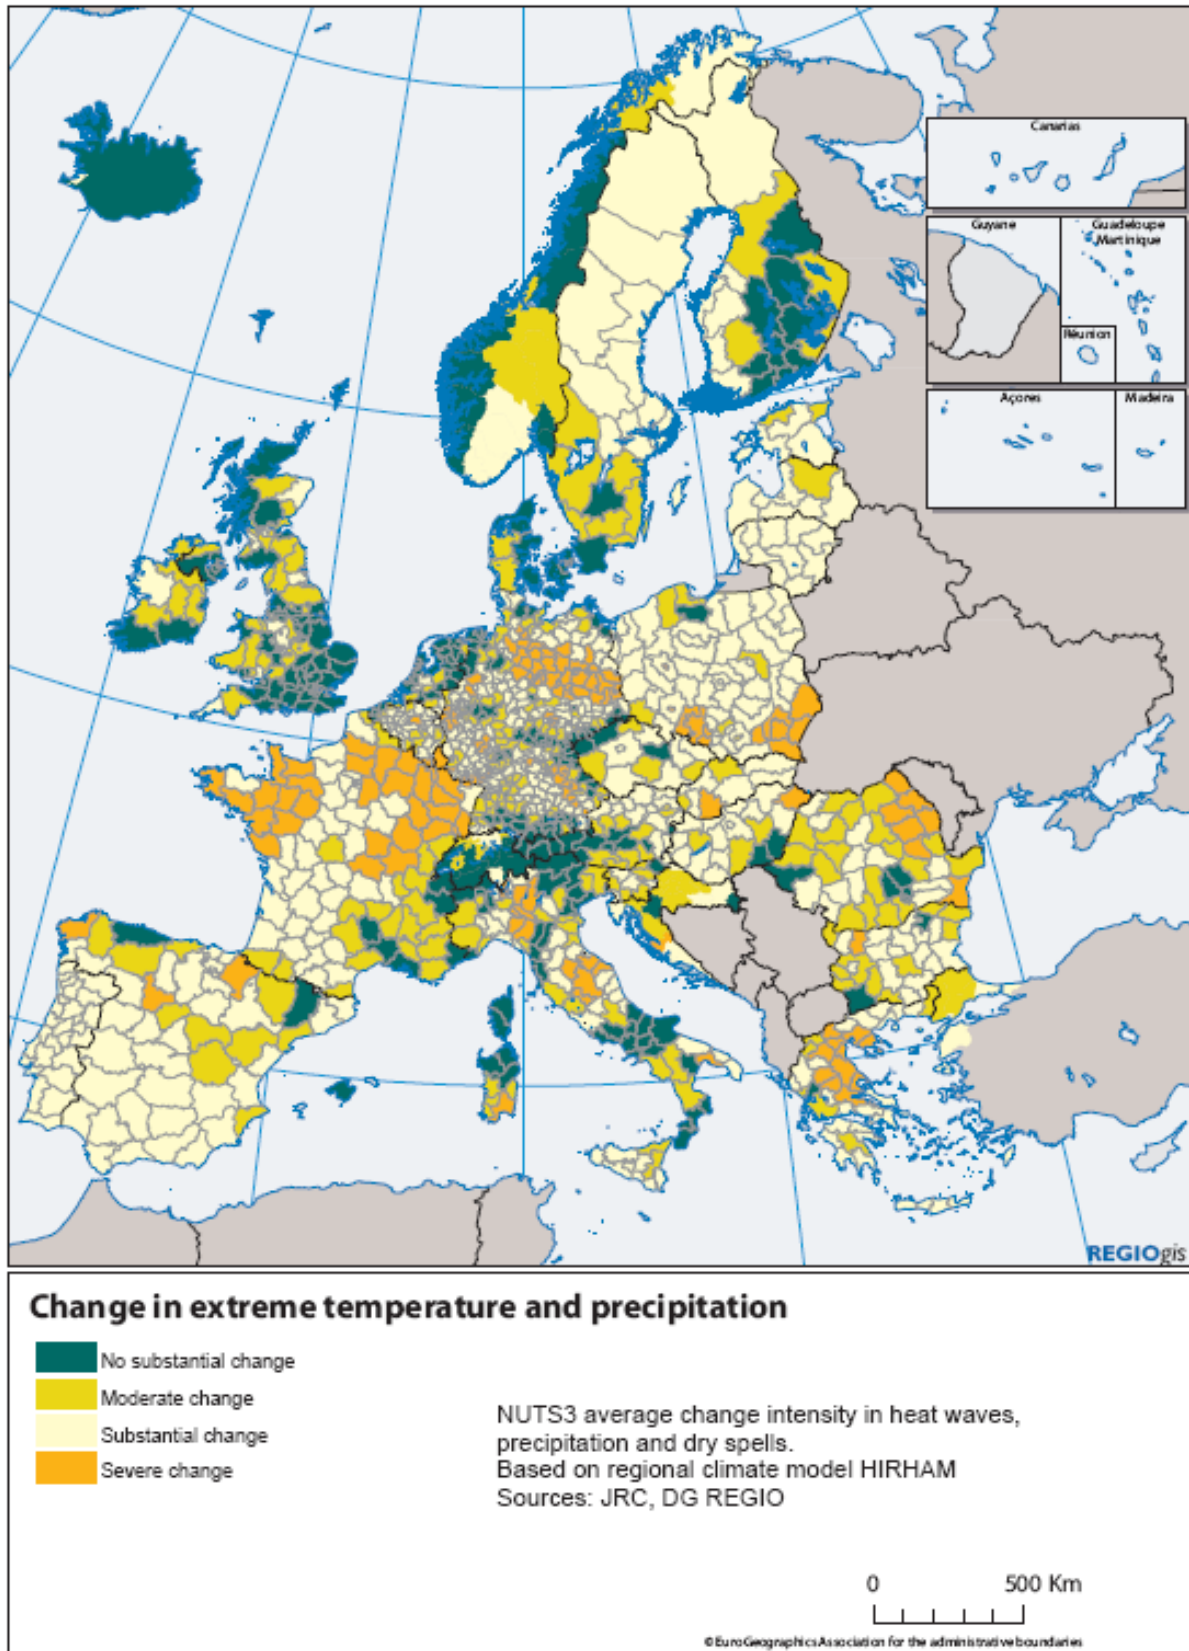 Canarias
Guyane
Guadeloupe
Martinique
Réunion
Açores
Madeira
REGIOgis
Change in extreme temperature and precipitation
No substantial change
Moderate change
Substantial change
Severe change
NUTS3 average change intensity in heat waves,
precipitation and dry spells.
Based on regional climate model HIRHAM
Sources: JRC, DG REGIO
0 500 Km
© EuroGeographics Association for the administrative boundaries